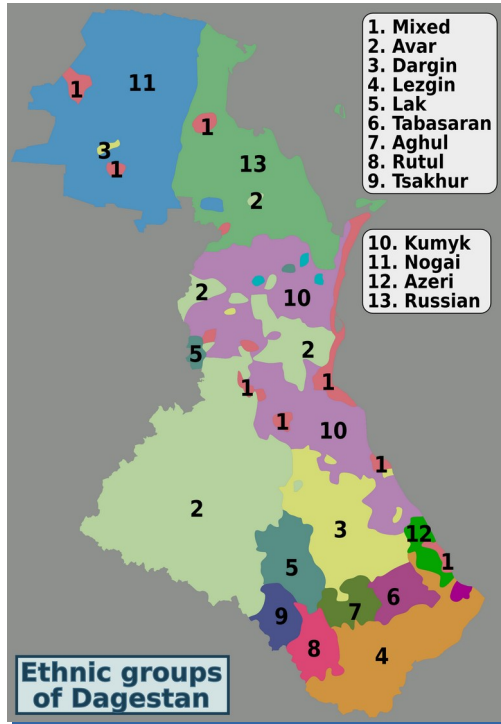 1. Mixed
2. Avar
3. Dargin
4. Lezgin
5. Lak
6. Tabasaran
7. Aghul
8. Rutul
9. Tsakhur
10. Kumyk
11. Nogai
12. Azeri
13. Russian
11
1
1
3
1
13
2
2
10
5
2
1
1
1
10
1
2
3
12
5
1
9
7
6
8
4
Ethnic groups
of Dagestan